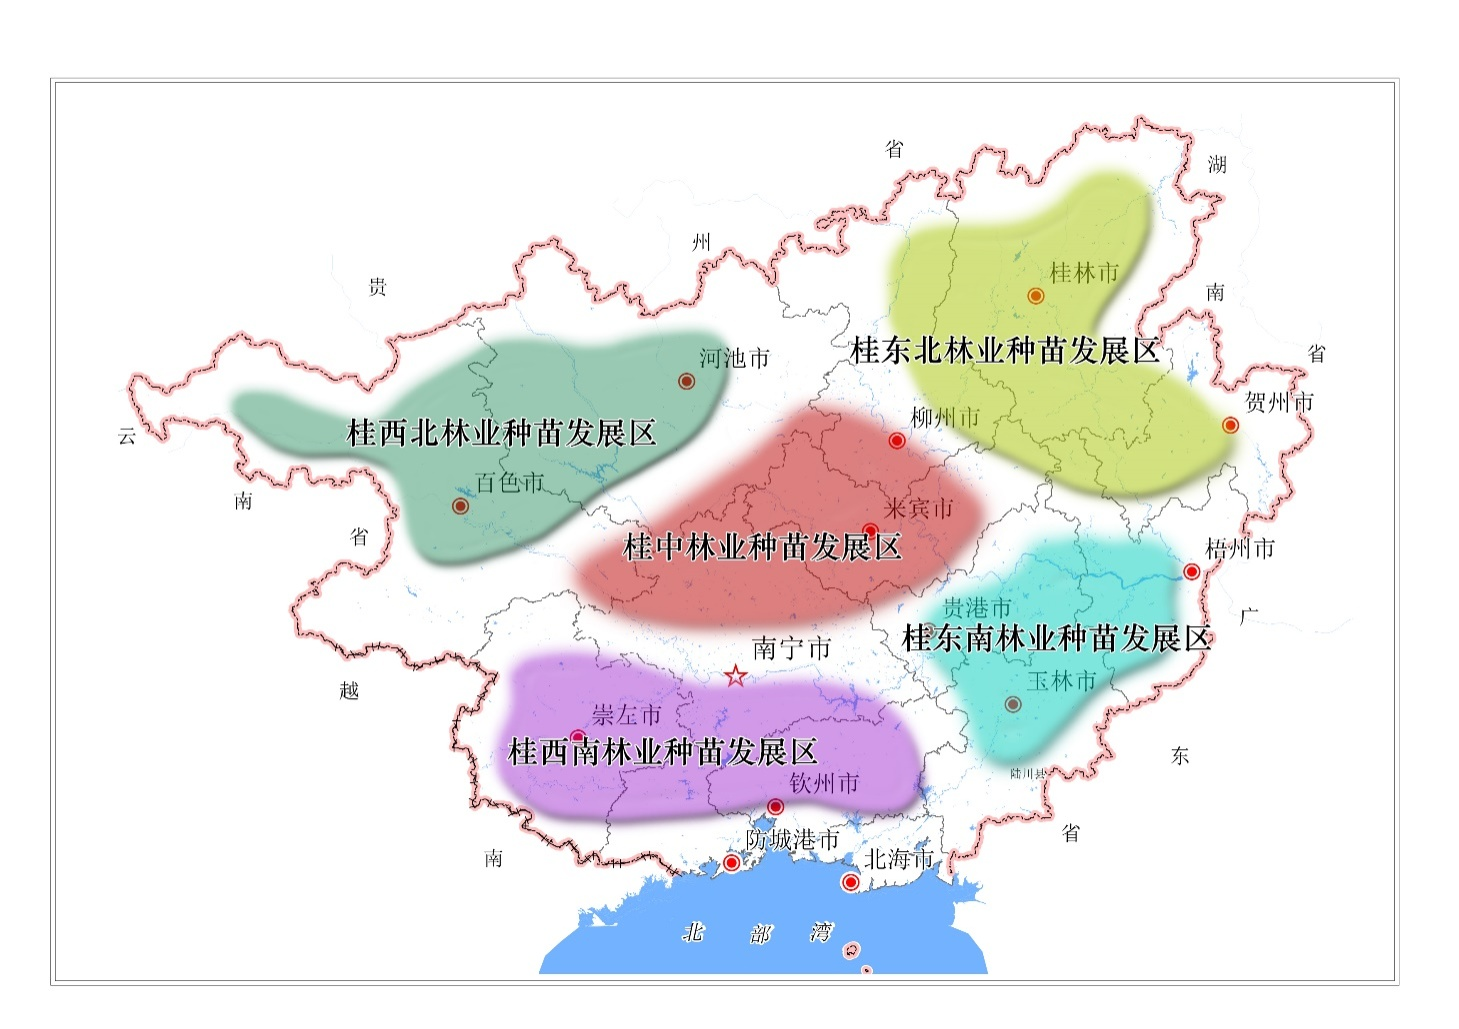 省
湖
州
桂林市
贵
南
桂东北林业种苗发展区
省
河池市
贺州市
柳州市
云
桂西北林业种苗发展区
百色市
南
来宾市
省
桂中林业种苗发展区
梧州市
贵港市
广
桂东南林业种苗发展区
南宁市
玉林市
越
崇左市
桂西南林业种苗发展区
东
陆川县
钦州市
省
防城港市
南
北海市
北部湾